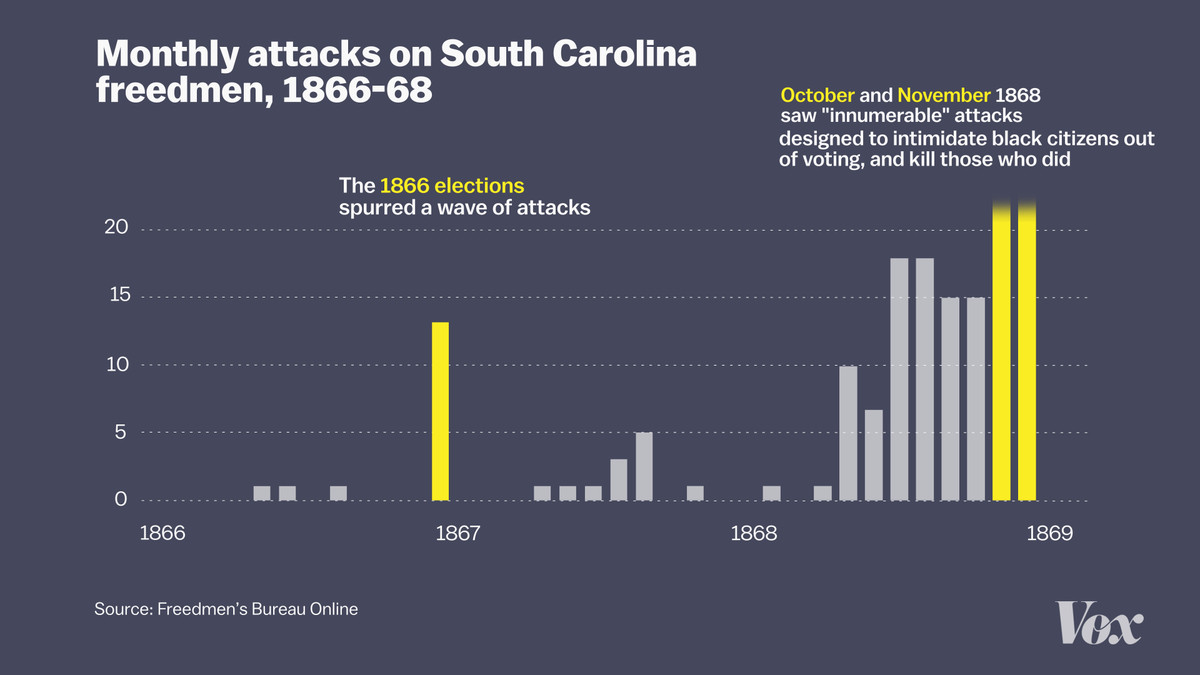 Monthly attacks on South Carolina
freedmen, 1866-68
October and November 1868
saw "innumerable" attacks
designed to intimidate black citizens out
of voting, and kill those who did
The 1866 elections
spurred a wave of attacks
20
15
10
5
0
1866 1867 1868 1869
Source: Freedmen's Bureau Online
Vox